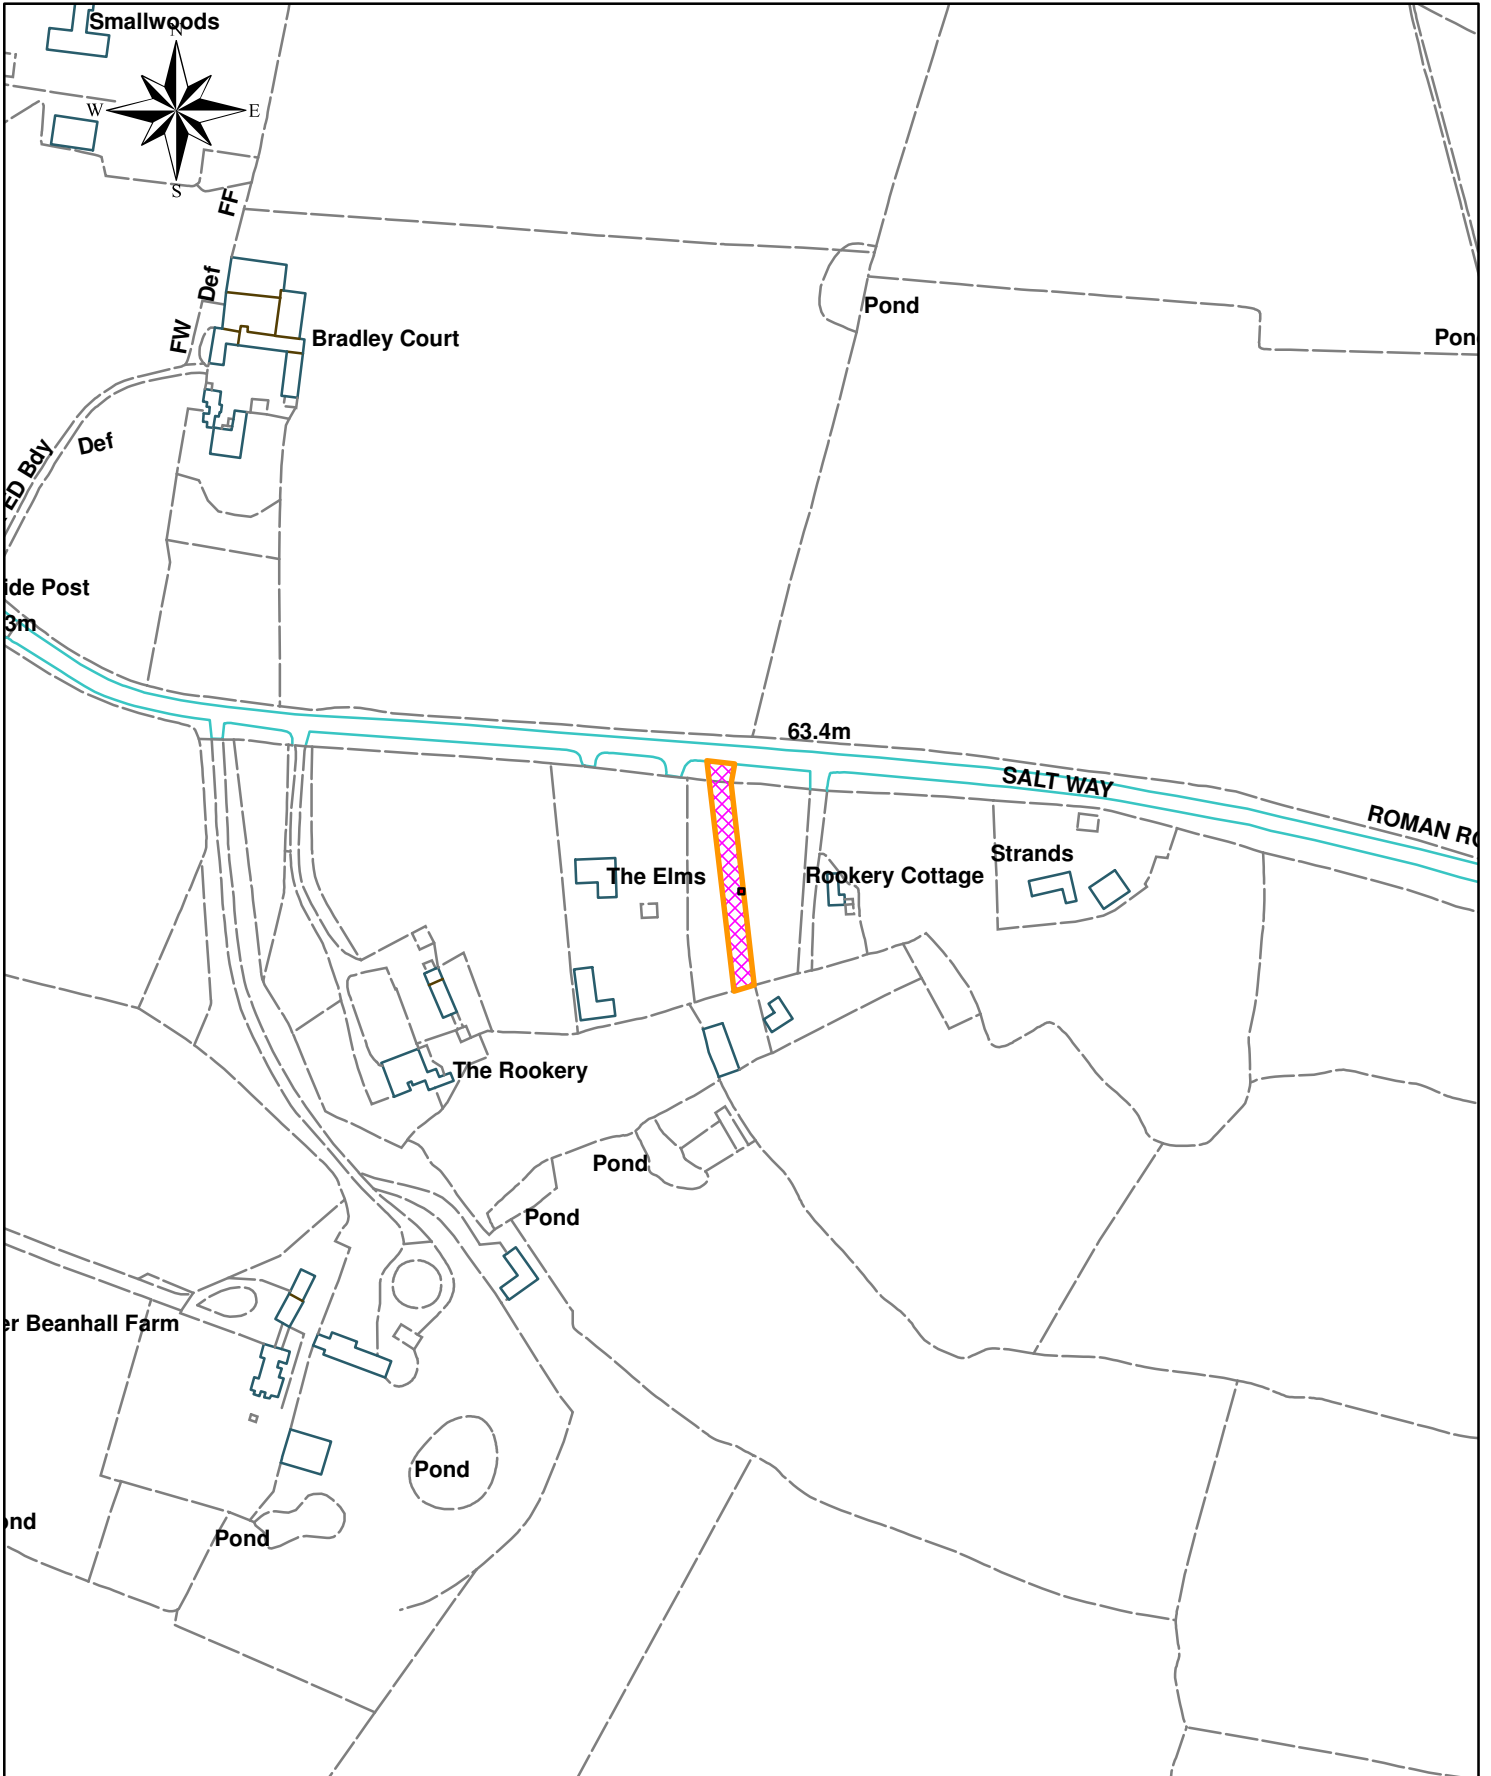 Smallwoods
N
W
E
S
FF
Def
FW
Bradley Court
Pond
Pon
ED Bdy
Def
ide Post
3m
63.4m
SALT WAY
ROMAN RO
The Elms
Rookery Cottage
Strands
The Rookery
Pond
Pond
er Beanhall Farm
Pond
ond
Pond